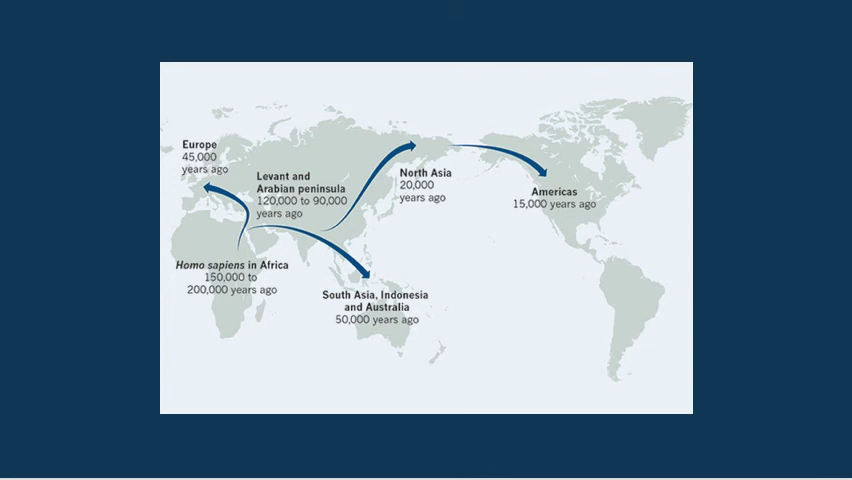 Europe
45,000
years ago
Levant and
Arabian peninsula
120,000 to 90,000
years ago
North Asia
20,000
years ago
Americas
15,000 years ago
Homo sapiens in Africa
150,000 to
200,000 years ago
South Asia, Indonesia
and Australia
50,000 years ago